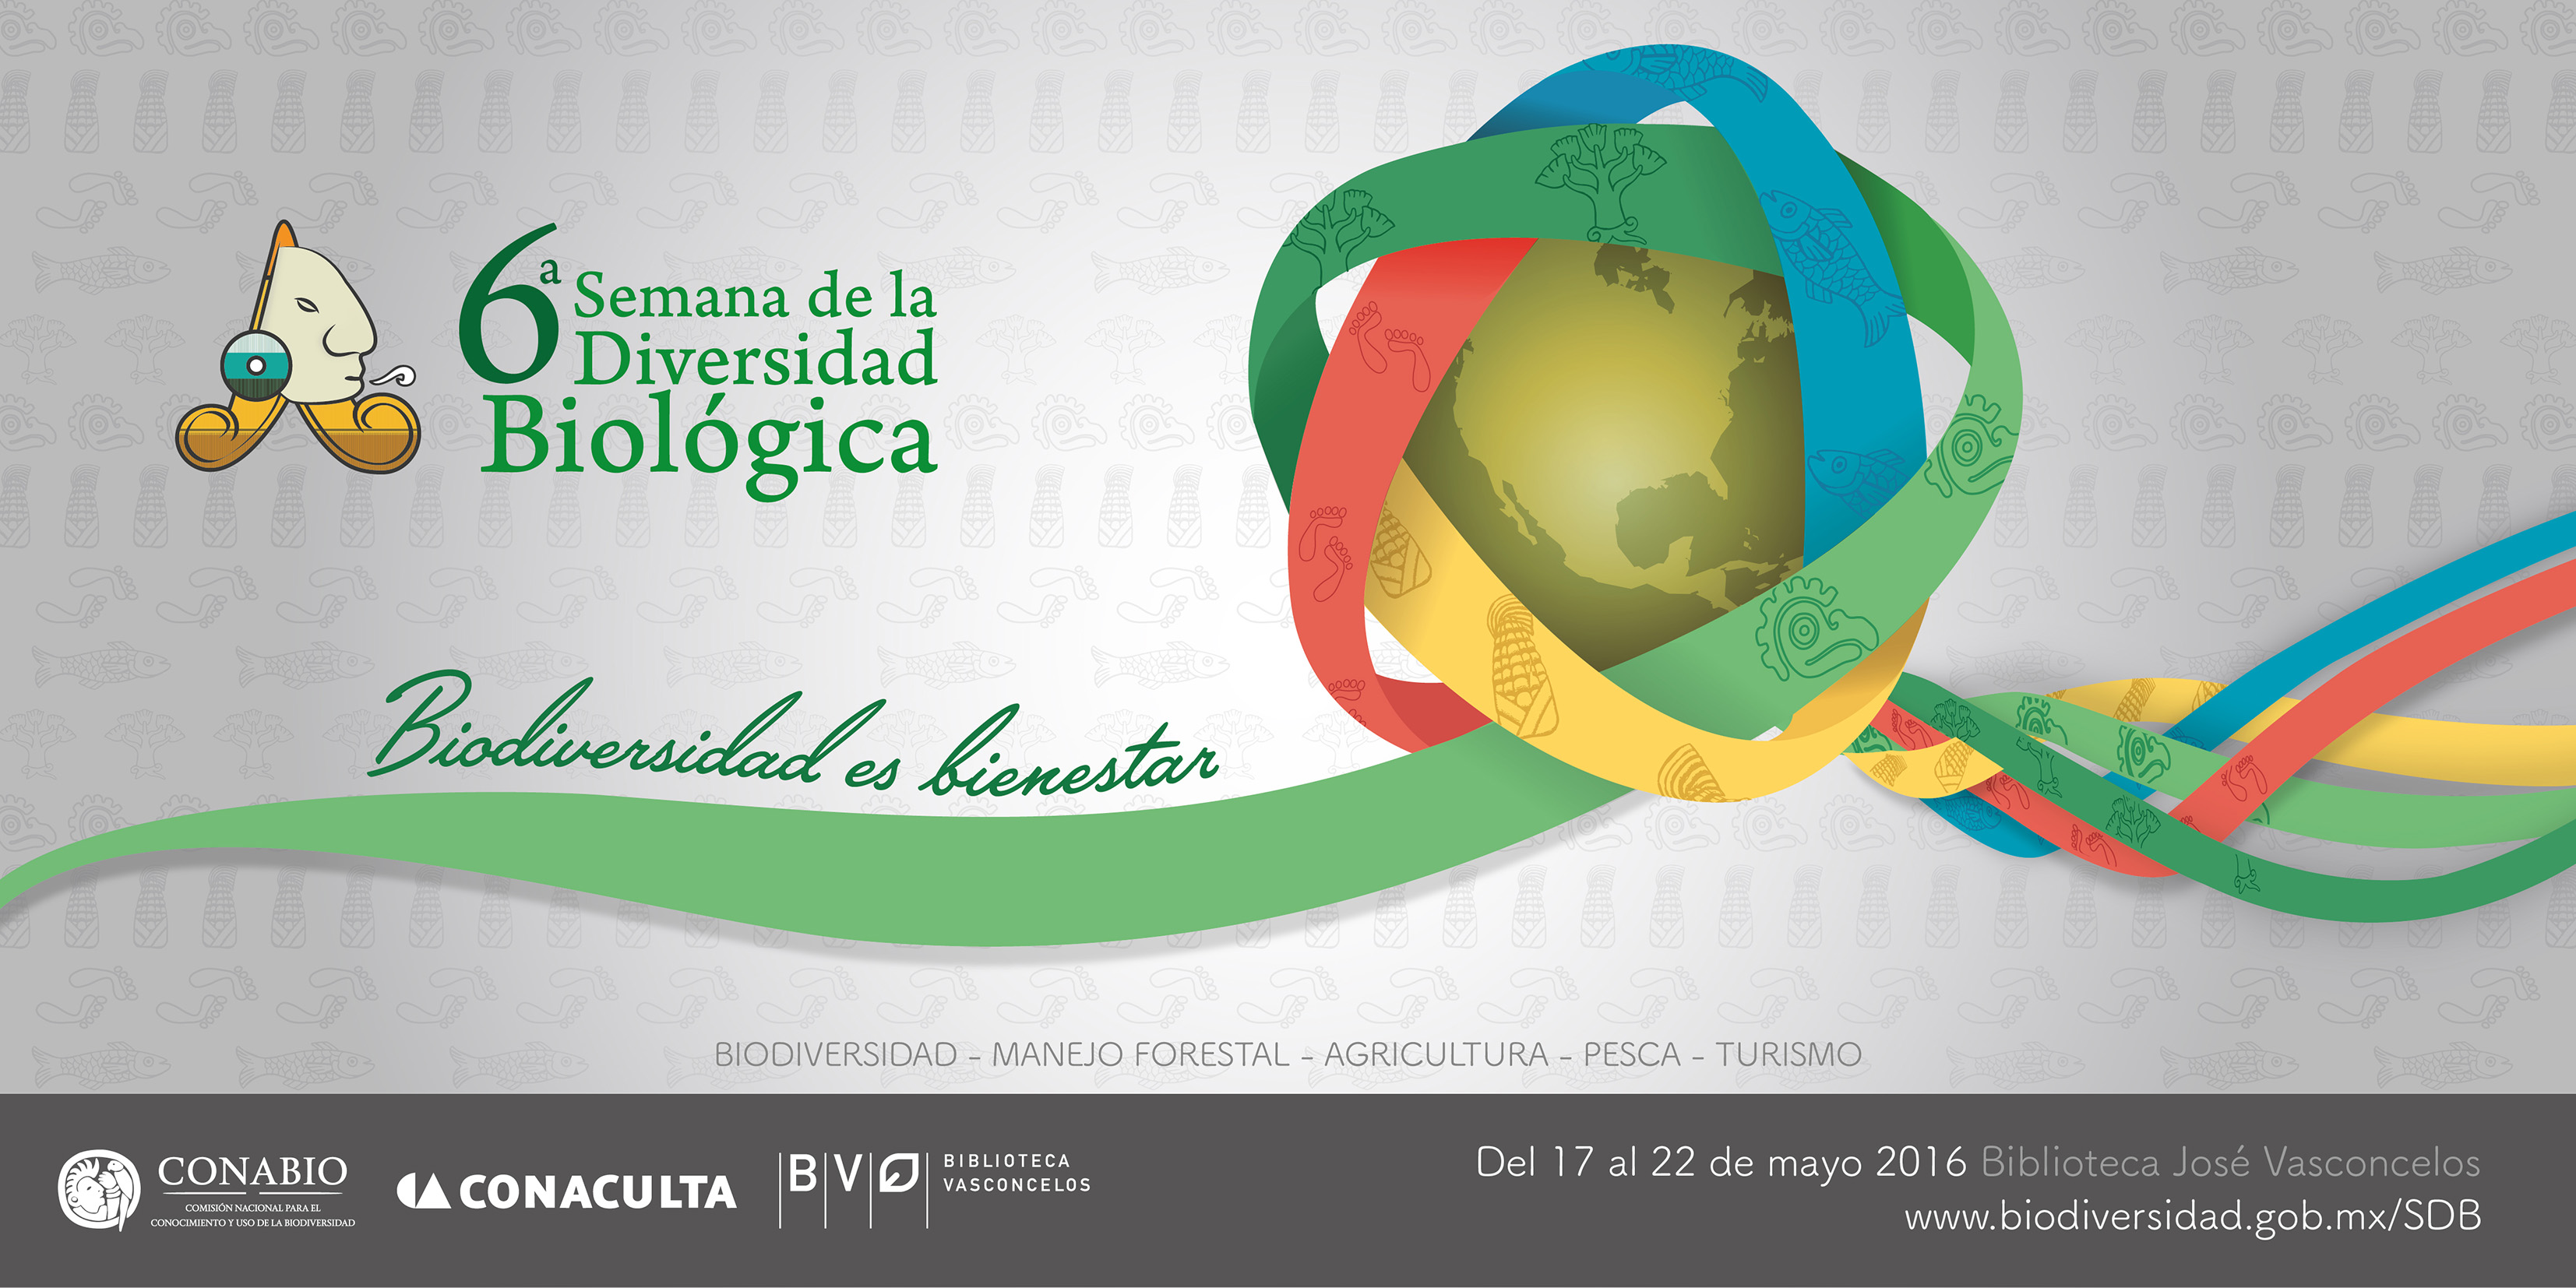 6ª Semana de la
Diversidad
Biológica
Biodiversidad es bienestar
BIODIVERSIDAD - MANEJO FORESTAL - AGRICULTURA - PESCA - TURISMO
CONABIO
COMISIÓN NACIONAL PARA EL
CONOCIMIENTO Y USO DE LA BIODIVERSIDAD
CONACULTA
BV
BIBLIOTECA
VASCONCELOS
Del 17 al 22 de mayo 2016 Biblioteca José Vasconcelos
www.biodiversidad.gob.mx/SDB